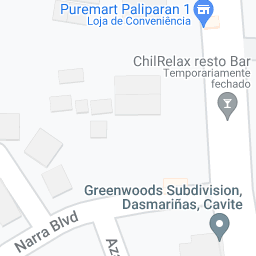 Puremart Paliparan 1
Loja de Conveniência
ChilRelax resto Bar
Temporariamente
fechado
Greenwoods Subdivision,
Dasmariñas, Cavite
Narra Blvd